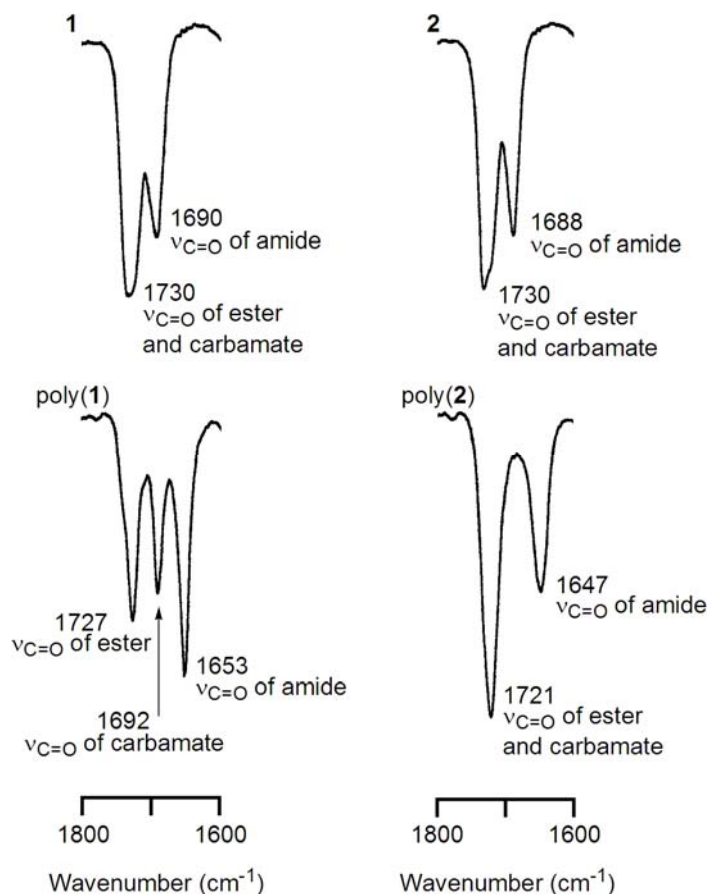 1
1690
νC=O of amide
1730
νC=O of ester
and carbamate
2
1688
νC=O of amide
1730
νC=O of ester
and carbamate
poly(1)
1727
νC=O of ester
1653
νC=O of amide
1692
νC=O of carbamate
poly(2)
1647
νC=O of amide
1721
νC=O of ester
and carbamate
1800 1600
Wavenumber (cm-1)
1800 1600
Wavenumber (cm-1)